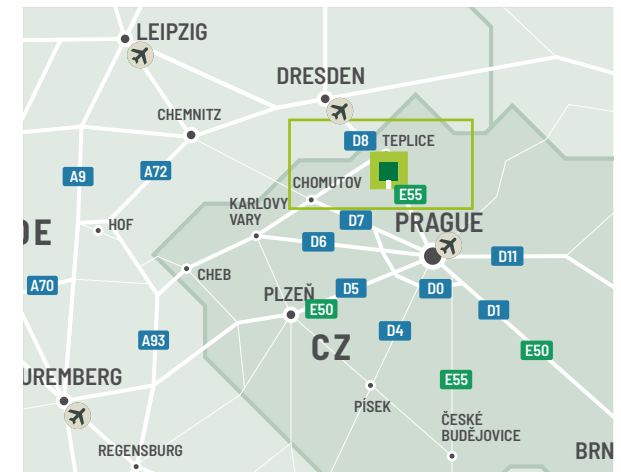 LEIPZIG
DRESDEN
CHEMNITZ
D8
TEPLICE
A9
A72
CHOMUTOV
E55
KARLOVY
VARY
D7
PRAGUE
DE
HOF
D6
D11
CHEB
A70
PLZEŇ
D5
D0
E50
D1
A93
D4
CZ
E50
UREMBERG
E55
PÍSEK
ČESKÉ
BUDĚJOVICE
REGENSBURG
BRN